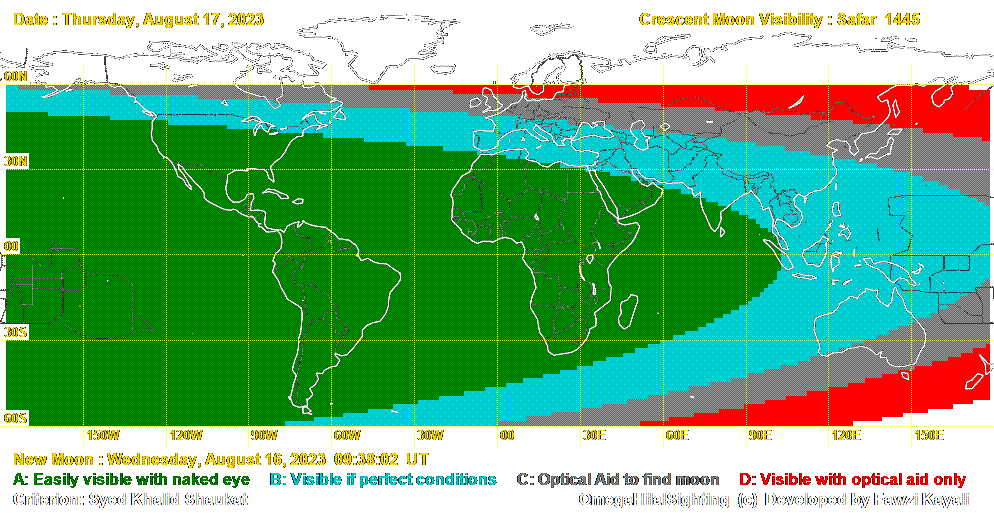 Date : Thursday, August 17, 2023 Crescent Moon Visibility : Safar 1445
60N
30N
00
30S
60S
150W 120W 90W 60W 30W 00 30E 60E 90E 120E 150E
New Moon : Wednesday, August 16, 2023 09:38:02 UT
A: Easily visible with naked eye B: Visible if perfect conditions C: Optical Aid to find moon D: Visible with optical aid only
Criterion: Syed Khalid Shaukat OmegaHilalSighting (c) Developed by Fawzi Kayali